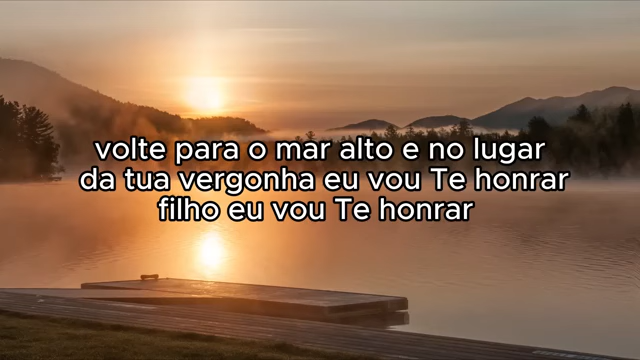 volte para o mar alto e no lugar
da tua vergonha eu vou Te honrar
filho eu vou Te honrar